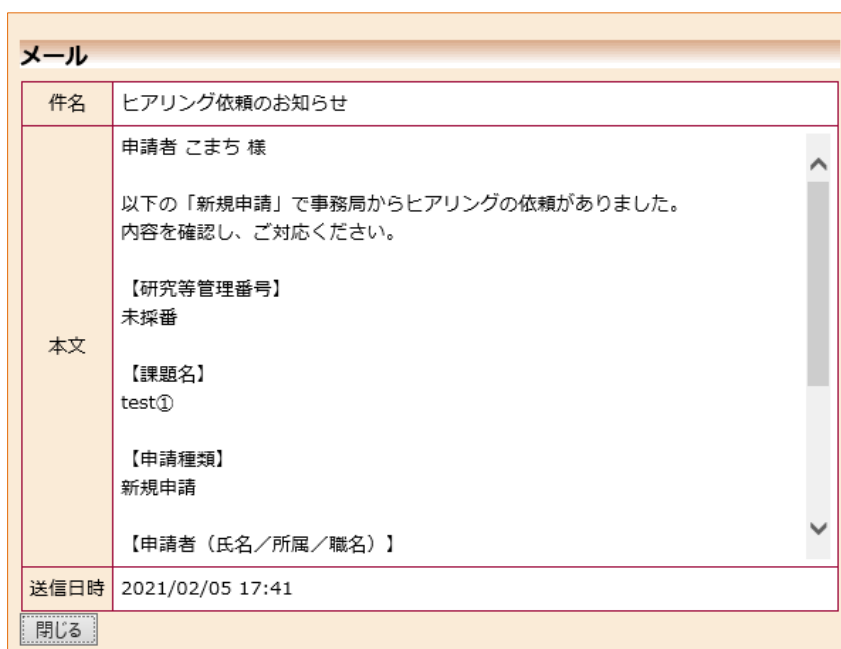 メール
件名
ヒアリング依頼のお知らせ
本文
申請者 こまち 様
以下の「新規申請」で事務局からヒアリングの依頼がありました。
内容を確認し、ご対応ください。
【研究等管理番号】
未採番
【課題名】
test①
【申請種類】
新規申請
【申請者（氏名／所属／職名）】
送信日時
2021/02/05 17:41
閉じる